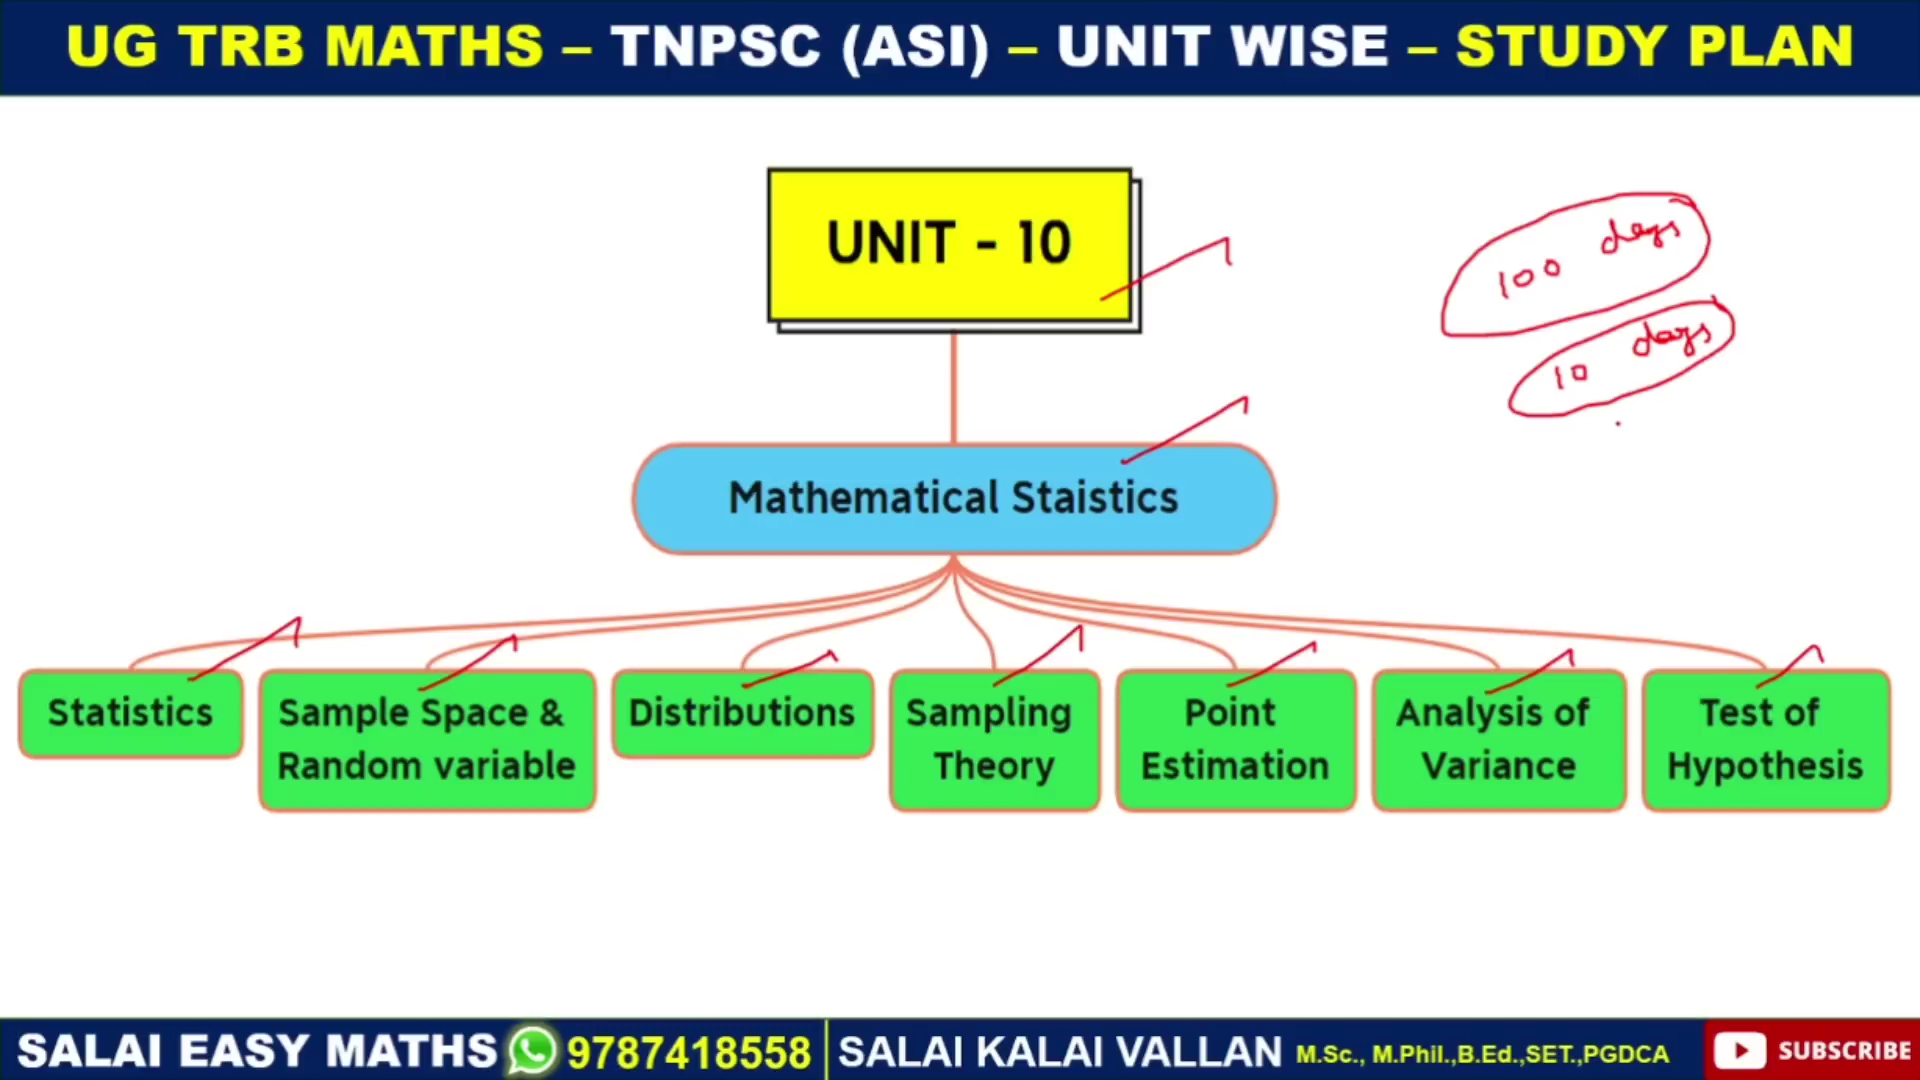 UG TRB MATHS – TNPSC (ASI) – UNIT WISE – STUDY PLAN
UNIT - 10
100 days
10 days
Mathematical Staistics
Statistics
Sample Space &
Random variable
Distributions
Sampling
Theory
Point
Estimation
Analysis of
Variance
Test of
Hypothesis
SALAI EASY MATHS 9787418558 SALAI KALAI VALLAN M.Sc., M.Phil.,B.Ed.,SET.,PGDCA SUBSCRIBE